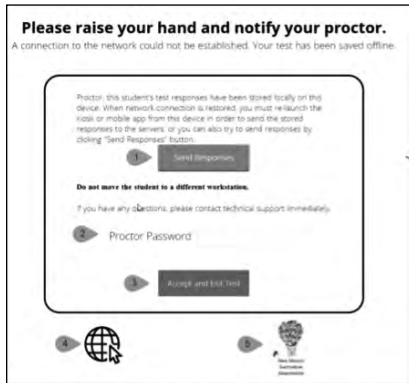 Please raise your hand and notify your proctor.
A connection to the network could not be established. Your test has been saved offline.
Proctor, this student's test responses have been stored locally on this
device. When network connection is restored, you must re-launch the
kiosk or mobile app from this device in order to send the stored
responses to the servers, or you can also try to send responses by
clicking "Send Responses" button.
1 Send Responses
Do not move the student to a different workstation.
If you have any questions, please contact technical support immediately.
2 Proctor Password
3 Accept and Exit Test
4
5
New Mexico